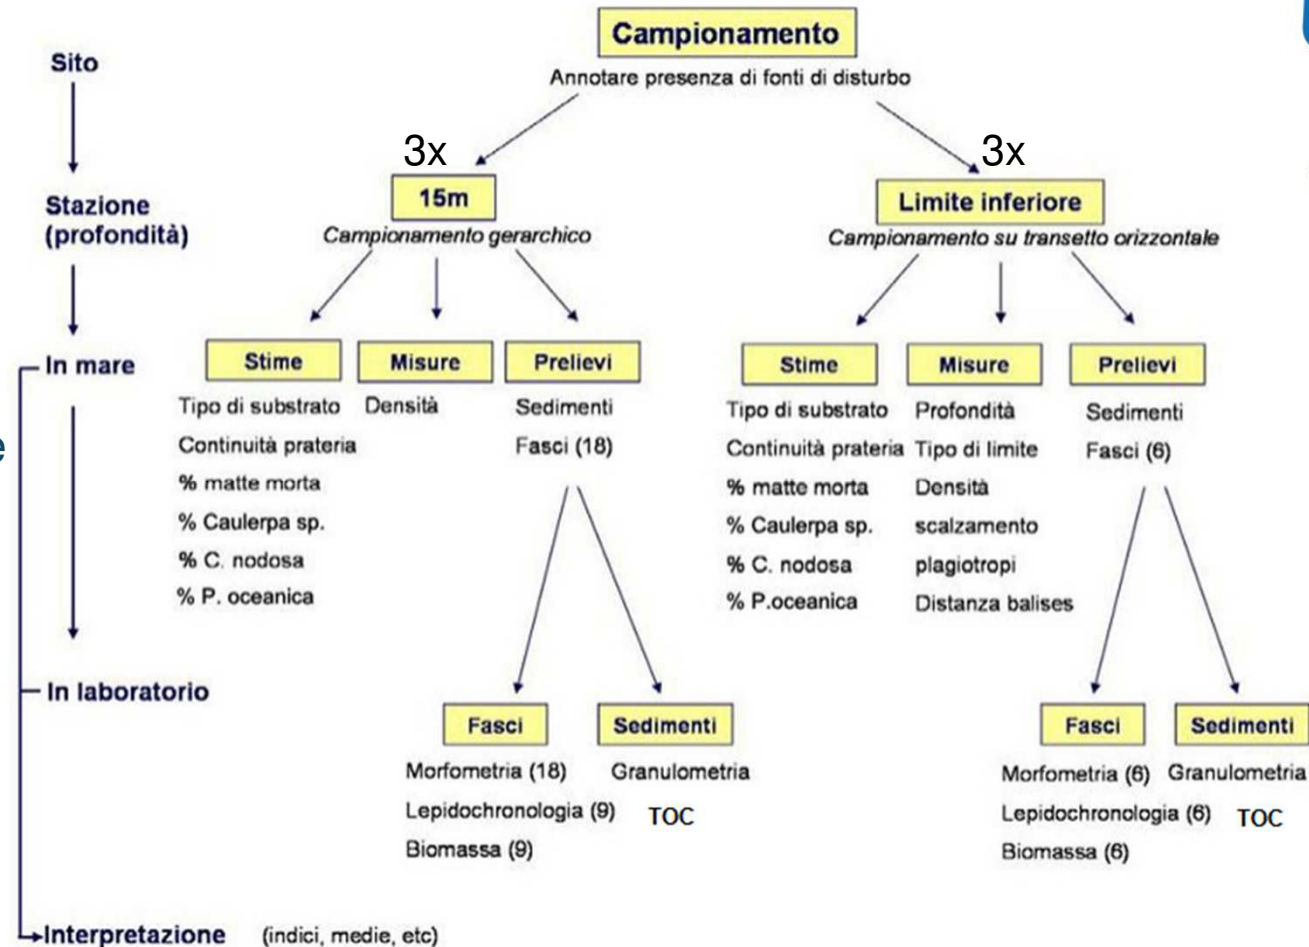 Campionamento
Annotare presenza di fonti di disturbo
Sito
3x
3x
Stazione
(profondità)
15m
Campionamento gerarchico
Limite inferiore
Campionamento su transetto orizzontale
In mare
Stime
Misure
Prelievi
Stime
Misure
Prelievi
Tipo di substrato
Continuità prateria
% matte morta
% Caulerpa sp.
% C. nodosa
% P. oceanica
Densità
Sedimenti
Fasci (18)
Tipo di substrato
Continuità prateria
% matte morta
% Caulerpa sp.
% C. nodosa
% P.oceanica
Profondità
Tipo di limite
Densità
scalzamento
plagiotropi
Distanza balises
Sedimenti
Fasci (6)
e
In laboratorio
Fasci
Morfometria (18)
Lepidochronologia (9)
Biomassa (9)
Sedimenti
Granulometria
TOC
Fasci
Morfometria (6)
Lepidochronologia (6)
Biomassa (6)
Sedimenti
Granulometria
TOC
Interpretazione (indici, medie, etc)